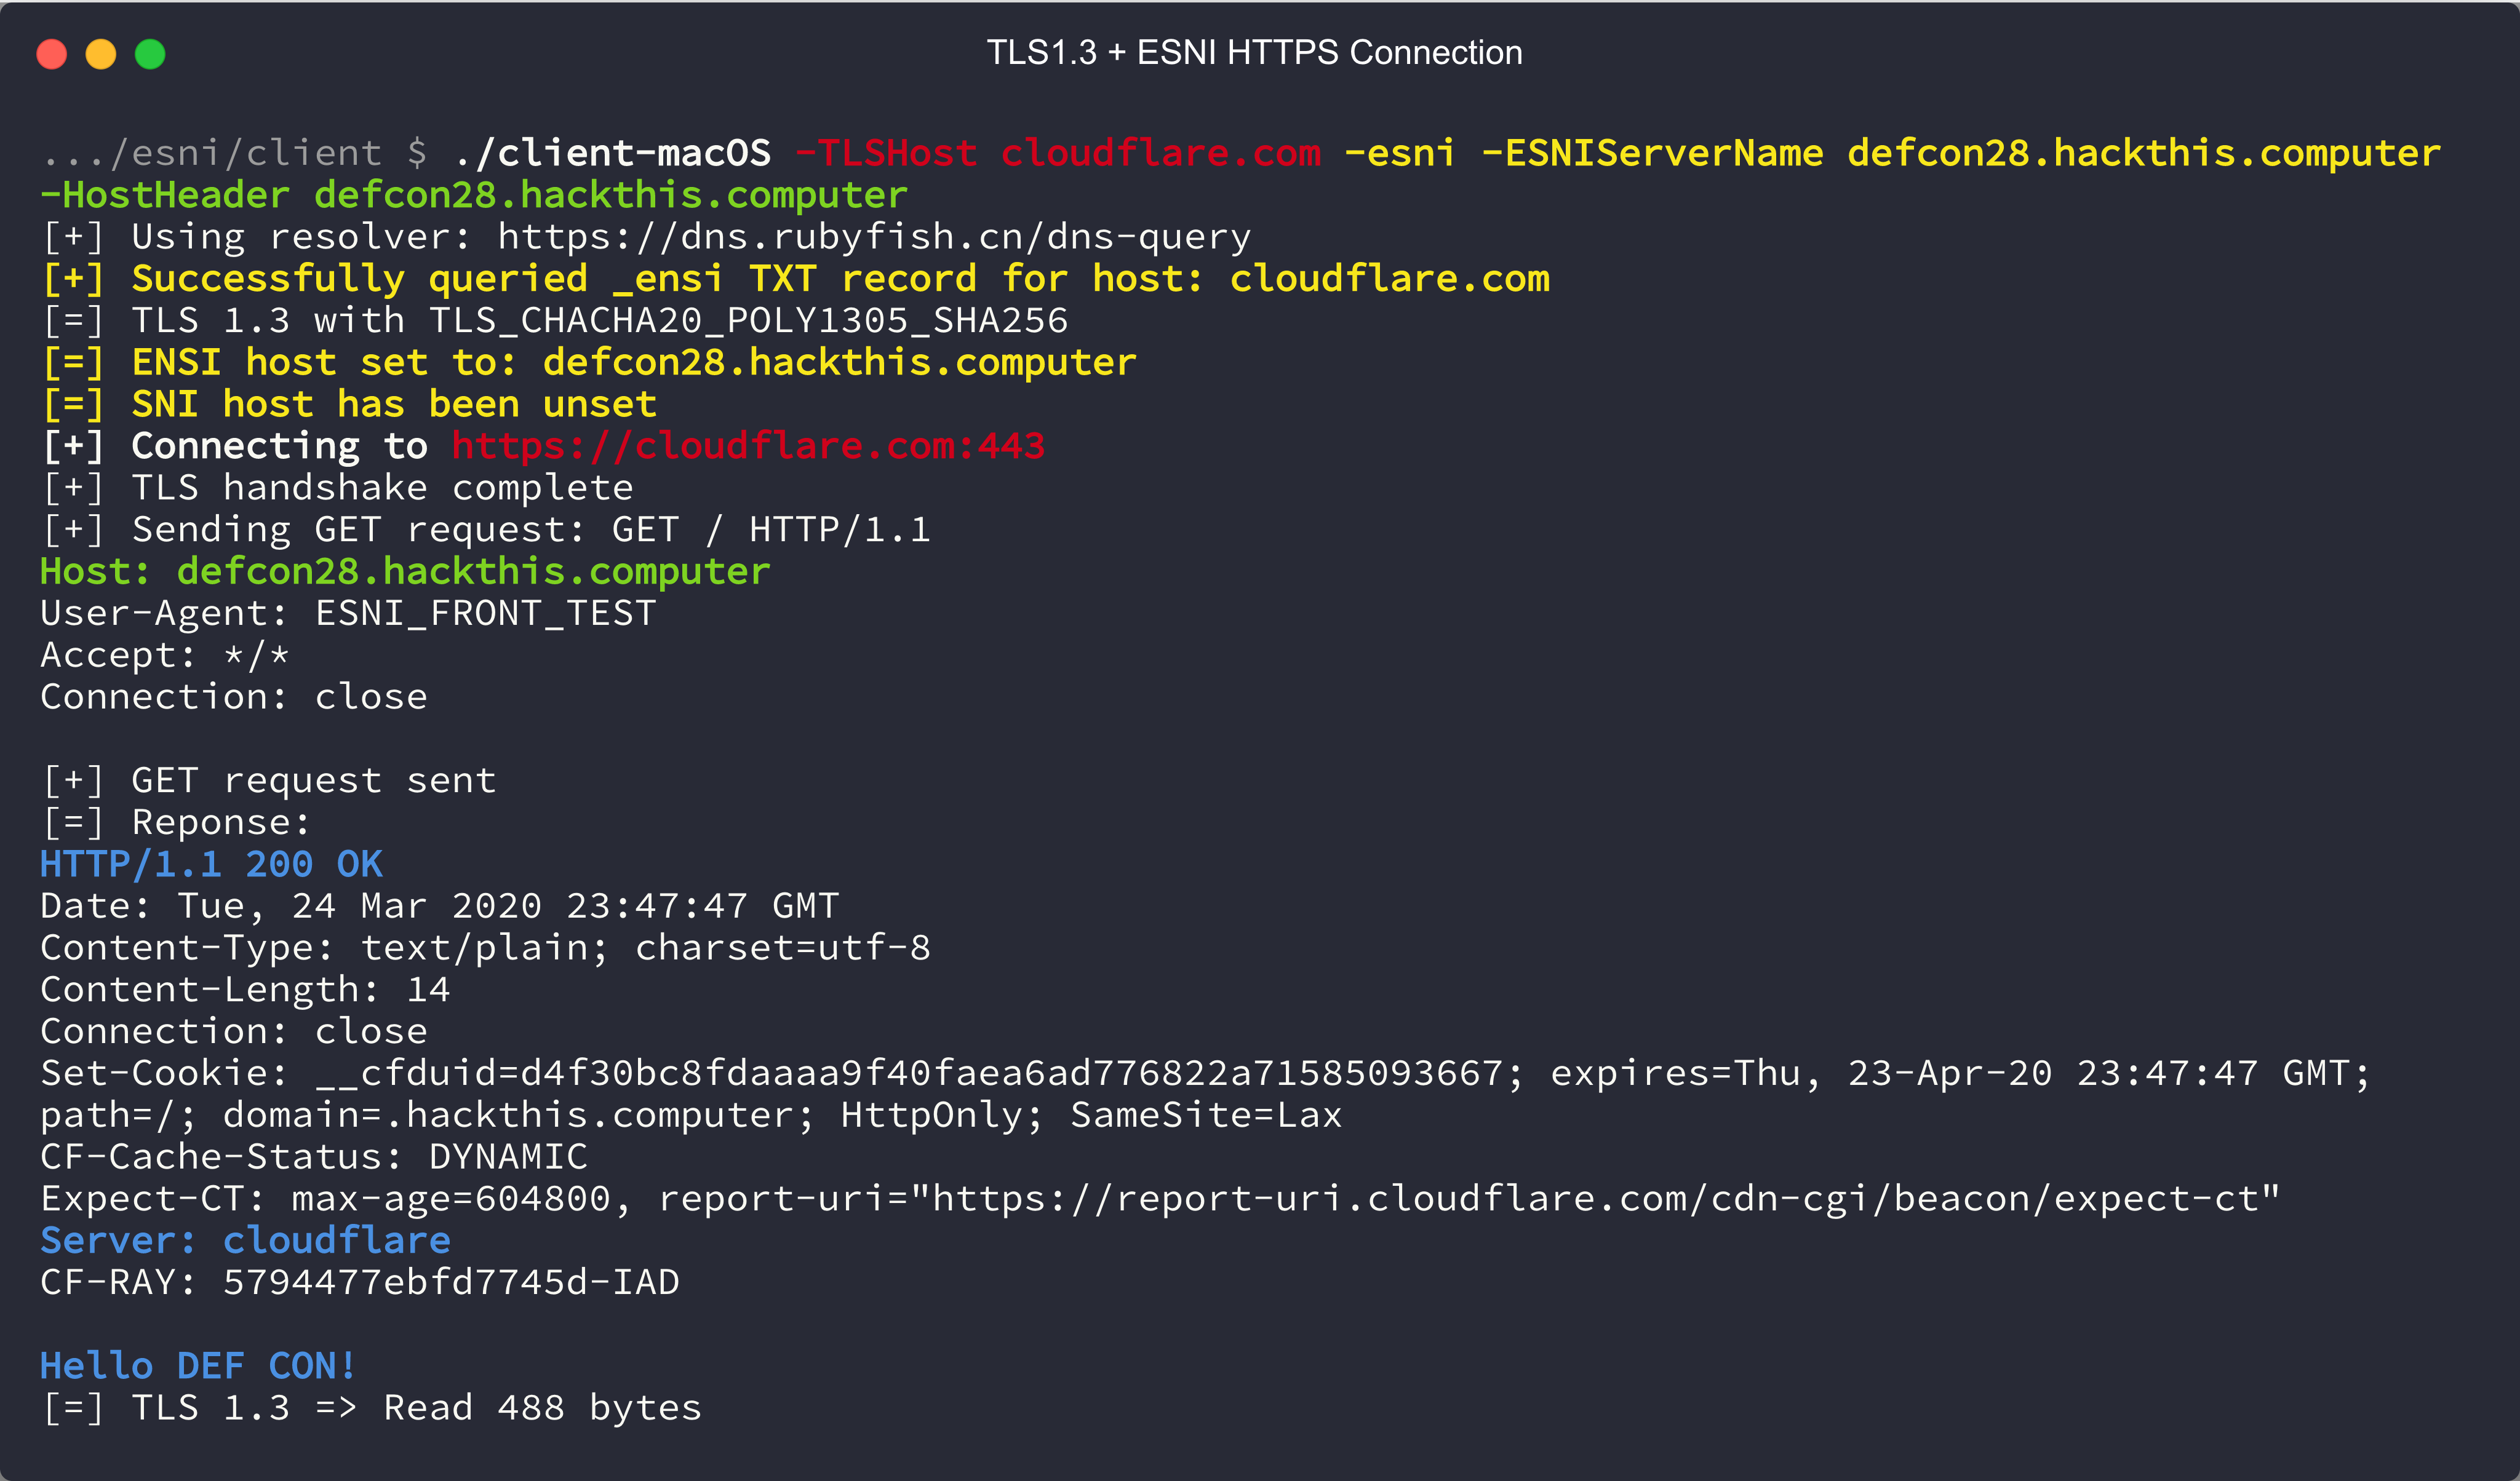 TLS1.3 + ESNI HTTPS Connection
.../esni/client $ ./client-macOS -TLSHost cloudflare.com -esni -ESNIServerName defcon28.hackthis.computer
-HostHeader defcon28.hackthis.computer
[+] Using resolver: https://dns.rubyfish.cn/dns-query
[+] Successfully queried _ensi TXT record for host: cloudflare.com
[=] TLS 1.3 with TLS_CHACHA20_POLY1305_SHA256
[=] ENSI host set to: defcon28.hackthis.computer
[=] SNI host has been unset
[+] Connecting to https://cloudflare.com:443
[+] TLS handshake complete
[+] Sending GET request: GET / HTTP/1.1
Host: defcon28.hackthis.computer
User-Agent: ESNI_FRONT_TEST
Accept: */*
Connection: close
[+] GET request sent
[=] Reponse:
HTTP/1.1 200 OK
Date: Tue, 24 Mar 2020 23:47:47 GMT
Content-Type: text/plain; charset=utf-8
Content-Length: 14
Connection: close
Set-Cookie: __cfduid=d4f30bc8fdaaaa9f40faea6ad776822a71585093667; expires=Thu, 23-Apr-20 23:47:47 GMT;
path=/; domain=.hackthis.computer; HttpOnly; SameSite=Lax
CF-Cache-Status: DYNAMIC
Expect-CT: max-age=604800, report-uri="https://report-uri.cloudflare.com/cdn-cgi/beacon/expect-ct"
Server: cloudflare
CF-RAY: 5794477ebfd7745d-IAD
Hello DEF CON!
[=] TLS 1.3 => Read 488 bytes